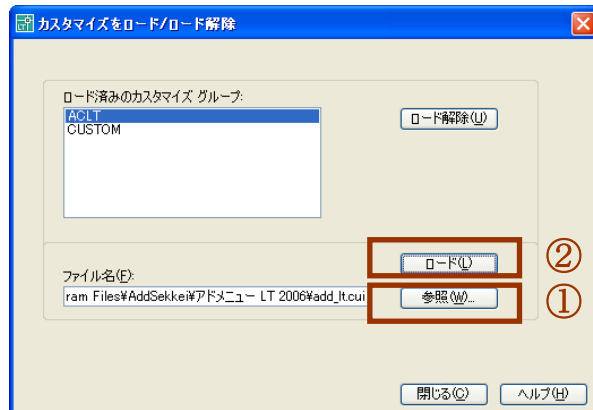 カスタマイズをロード/ロード解除
ロード済みのカスタマイズ グループ:
ACLT
CUSTOM
ロード解除(U)
ロード(L)
②
ファイル名(F):
ram Files¥AddSekkei¥アドメニュー LT 2006¥add_lt.cui
参照(W)...
①
閉じる(C)
ヘルプ(H)